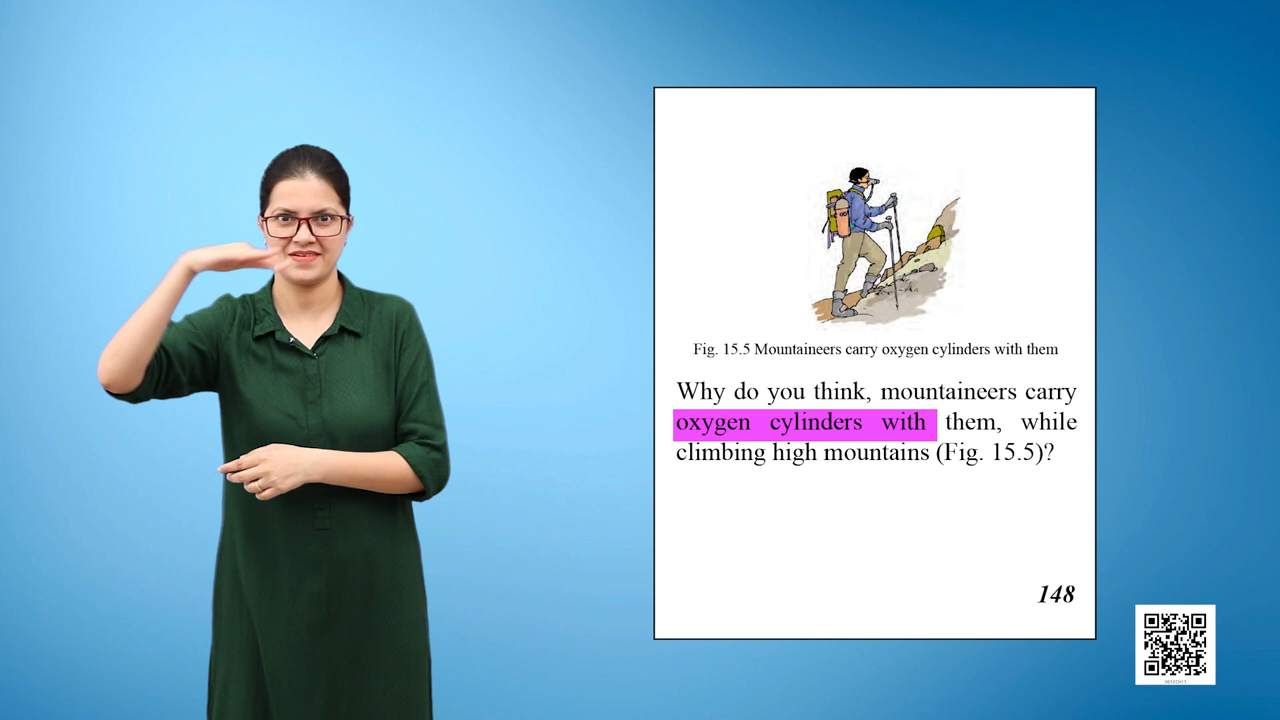 Fig. 15.5 Mountaineers carry oxygen cylinders with them
Why do you think, mountaineers carry
oxygen cylinders with them, while
climbing high mountains (Fig. 15.5)?
148